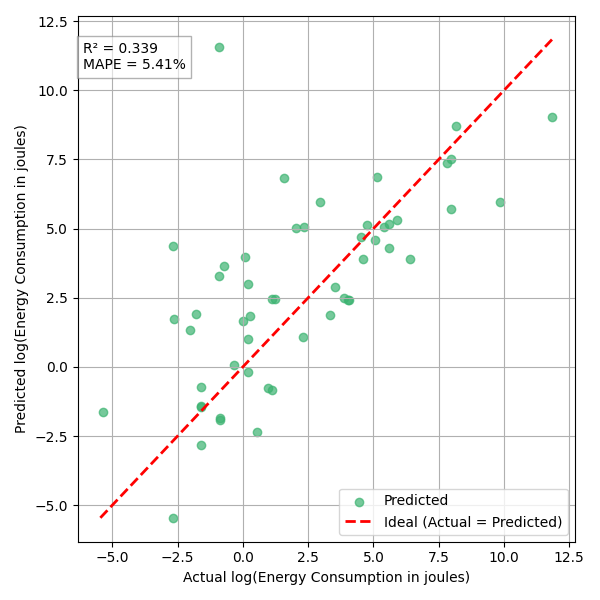 12.5
10.0
7.5
5.0
2.5
0.0
−2.5
−5.0
Predicted log(Energy Consumption in joules)
R² = 0.339
MAPE = 5.41%
Predicted
Ideal (Actual = Predicted)
−5.0 −2.5 0.0 2.5 5.0 7.5 10.0 12.5
Actual log(Energy Consumption in joules)